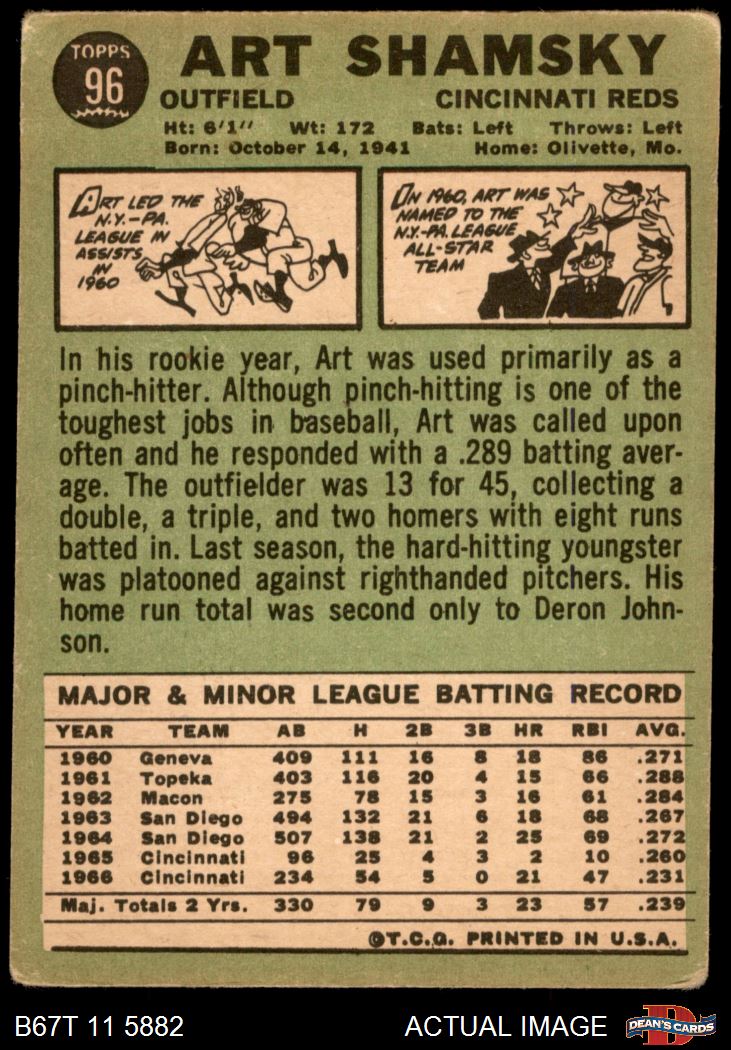 TOPPS
96
ART SHAMSKY
OUTFIELD CINCINNATI REDS
Ht: 6'1" Wt: 172 Bats: Left Throws: Left
Born: October 14, 1941 Home: Olivette, Mo.
ART LED THE
N.Y.-PA.
LEAGUE IN
ASSISTS
IN
1960
IN 1960, ART WAS
NAMED TO THE
N.Y.-PA. LEAGUE
ALL-STAR
TEAM
In his rookie year, Art was used primarily as a
pinch-hitter. Although pinch-hitting is one of the
toughest jobs in baseball, Art was called upon
often and he responded with a .289 batting aver-
age. The outfielder was 13 for 45, collecting a
double, a triple, and two homers with eight runs
batted in. Last season, the hard-hitting youngster
was platooned against righthanded pitchers. His
home run total was second only to Deron John-
son.
MAJOR & MINOR LEAGUE BATTING RECORD
YEAR TEAM AB H 2B 3B HR RBI AVG.
1960 Geneva 409 111 16 8 18 86 .271
1961 Topeka 403 116 20 4 15 66 .288
1962 Macon 275 78 15 3 16 61 .284
1963 San Diego 494 132 21 6 18 68 .267
1964 San Diego 507 138 21 2 25 69 .272
1965 Cincinnati 96 25 4 3 2 10 .260
1966 Cincinnati 234 54 5 0 21 47 .231
Maj. Totals 2 Yrs. 330 79 9 3 23 57 .239
©T.C.G. PRINTED IN U.S.A.
B67T 11 5882 ACTUAL IMAGE
D
DEAN'S CARDS